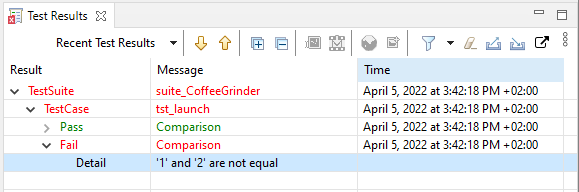 Test Results
Recent Test Results
Result Message Time
TestSuite suite_CoffeeGrinder April 5, 2022 at 3:42:18 PM +02:00
TestCase tst_launch April 5, 2022 at 3:42:18 PM +02:00
Pass Comparison April 5, 2022 at 3:42:18 PM +02:00
Fail Comparison April 5, 2022 at 3:42:18 PM +02:00
Detail '1' and '2' are not equal